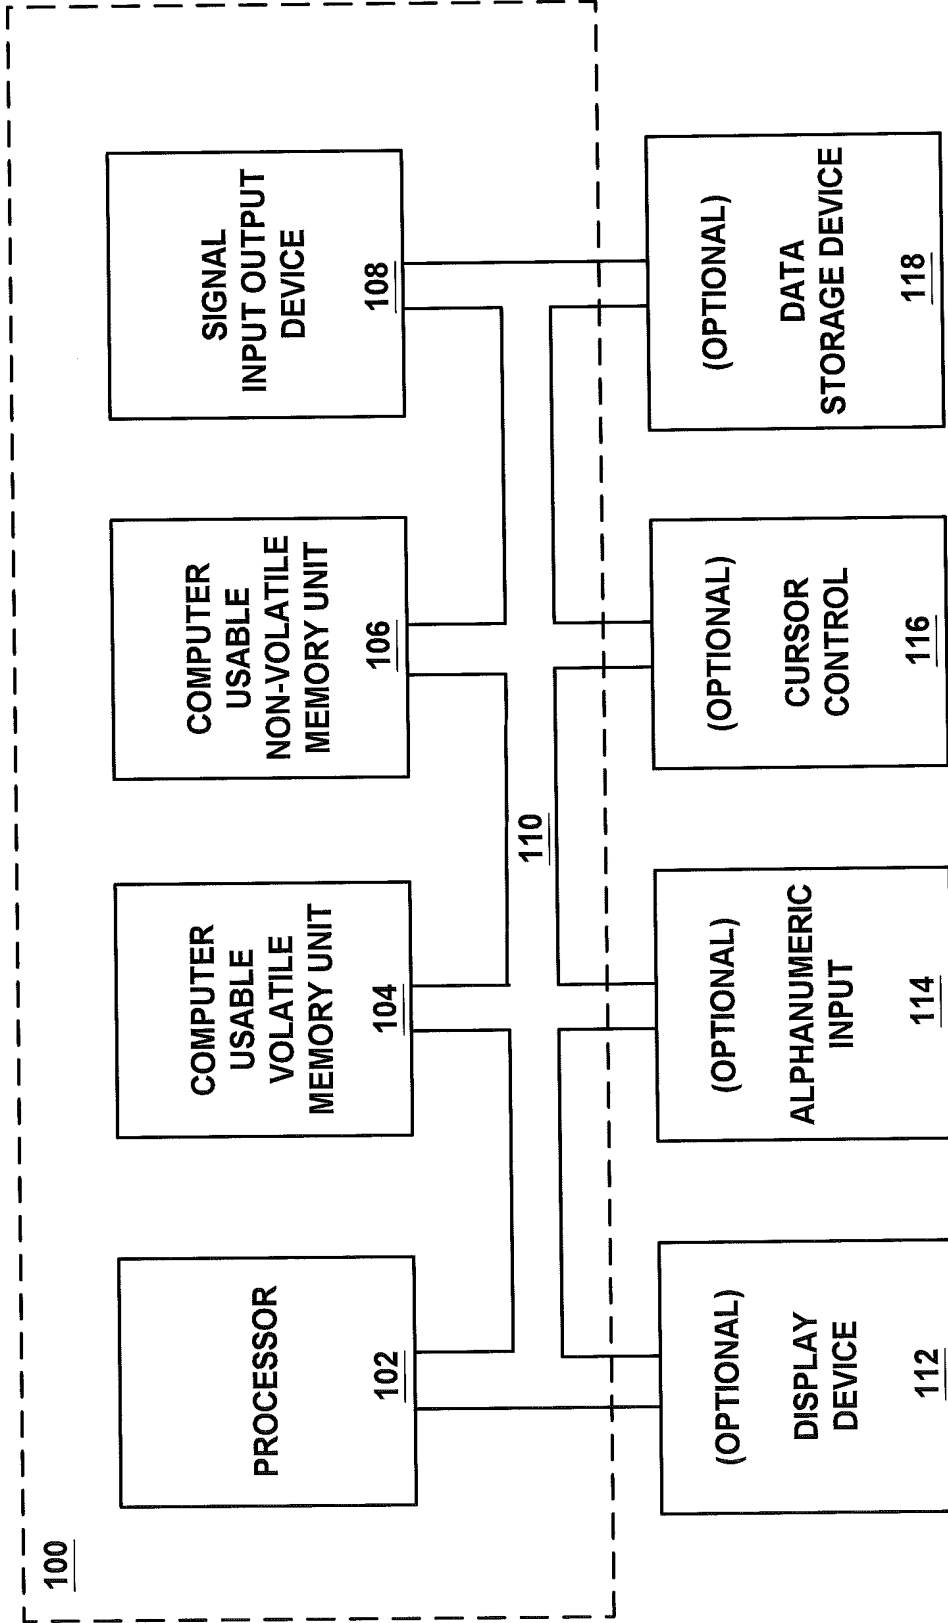 100
PROCESSOR
102
COMPUTER
USABLE
VOLATILE
MEMORY UNIT
104
COMPUTER
USABLE
NON-VOLATILE
MEMORY UNIT
106
SIGNAL
INPUT OUTPUT
DEVICE
108
110
(OPTIONAL)
DISPLAY
DEVICE
112
(OPTIONAL)
ALPHANUMERIC
INPUT
114
(OPTIONAL)
CURSOR
CONTROL
116
(OPTIONAL)
DATA
STORAGE DEVICE
118